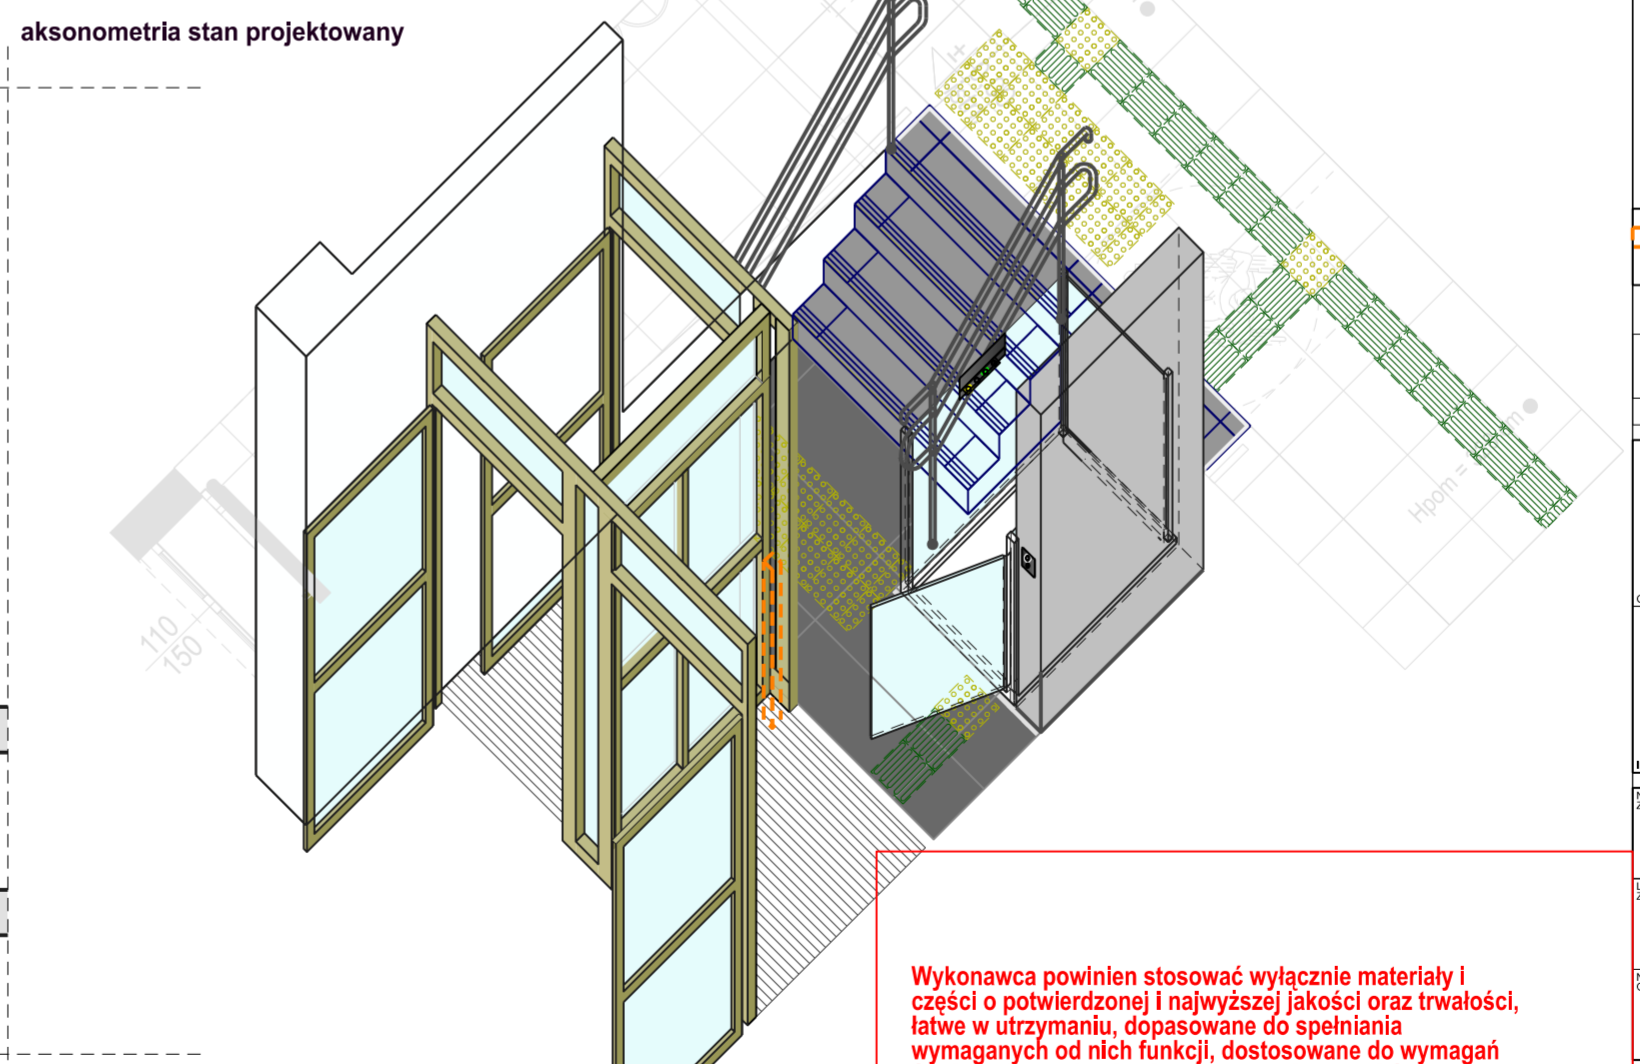 aksonometria stan projektowany
110
150
Hpom =
Wykonawca powinien stosować wyłącznie materiały i
części o potwierdzonej i najwyższej jakości oraz trwałości,
łatwe w utrzymaniu, dopasowane do spełniania
wymaganych od nich funkcji, dostosowane do wymagań